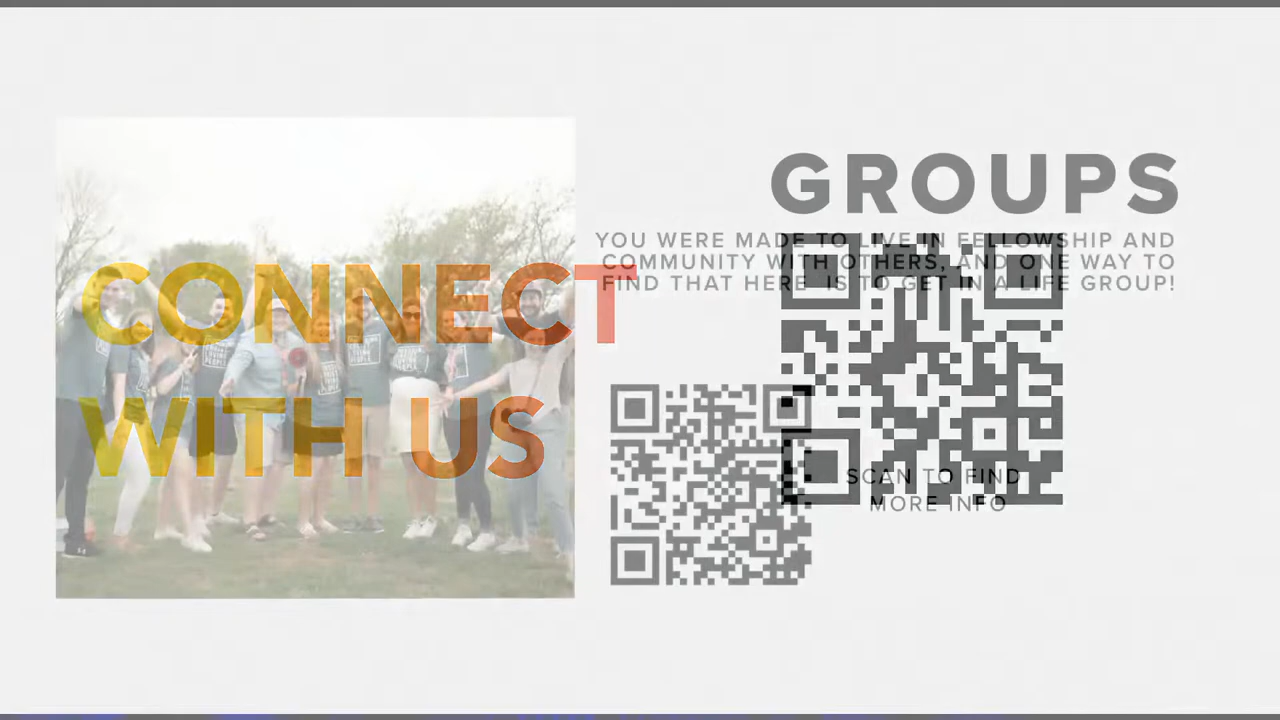 CONNECT
WITH US
GROUPS
YOU WERE MADE TO LIVE IN FELLOWSHIP AND
COMMUNITY WITH OTHERS, AND ONE WAY TO
FIND THAT HERE IS TO GET IN A LIFE GROUP!
SCAN TO FIND
MORE INFO